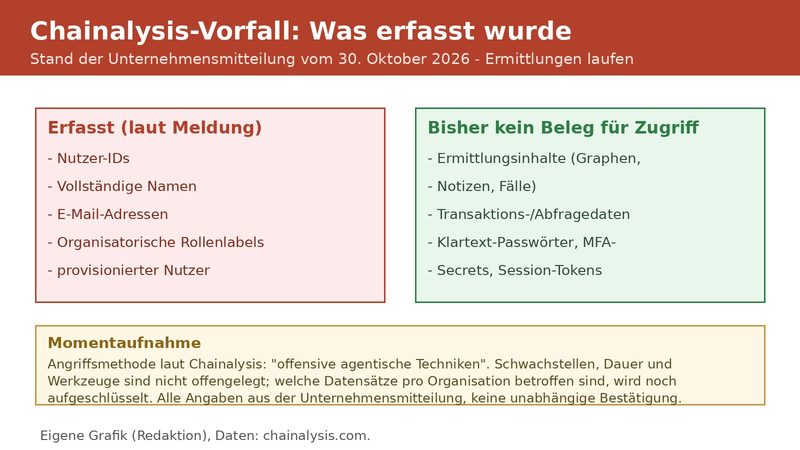 Chainalysis-Vorfall: Was erfasst wurde
Stand der Unternehmensmitteilung vom 30. Oktober 2026 - Ermittlungen laufen
Erfasst (laut Meldung)
- Nutzer-IDs
- Vollständige Namen
- E-Mail-Adressen
- Organisatorische Rollenlabels
- provisionierter Nutzer
Bisher kein Beleg für Zugriff
- Ermittlungsinhalte (Graphen,
- Notizen, Fälle)
- Transaktions-/Abfragedaten
- Klartext-Passwörter, MFA-
- Secrets, Session-Tokens
Momentaufnahme
Angriffsmethode laut Chainalysis: "offensive agentische Techniken". Schwachstellen, Dauer und
Werkzeuge sind nicht offengelegt; welche Datensätze pro Organisation betroffen sind, wird noch
aufgeschlüsselt. Alle Angaben aus der Unternehmensmitteilung, keine unabhängige Bestätigung.
Eigene Grafik (Redaktion), Daten: chainalysis.com.